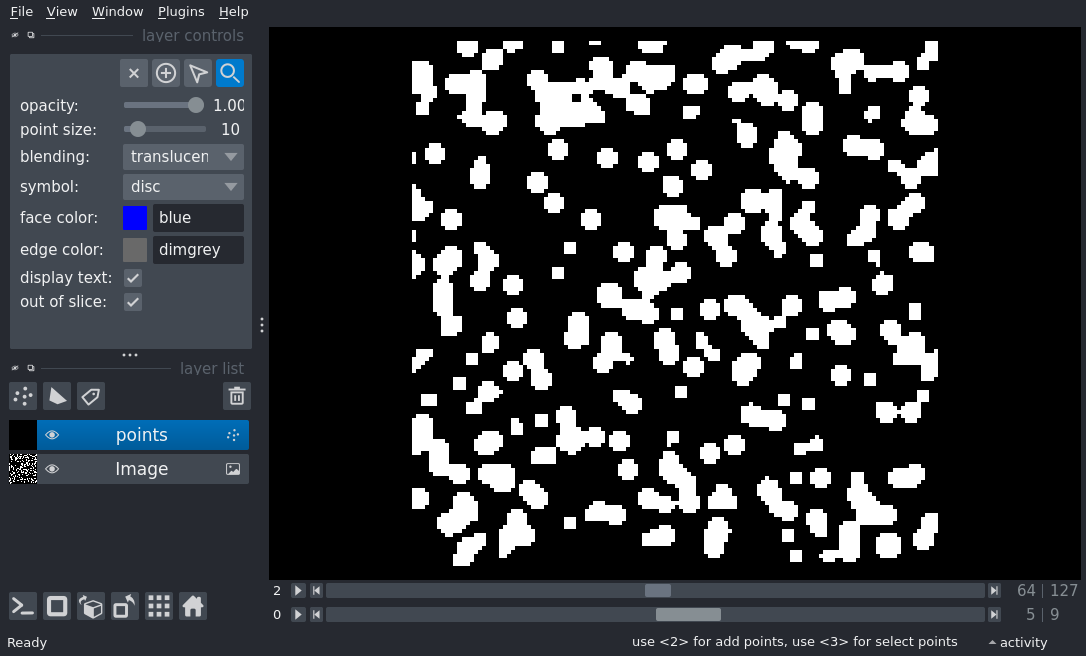 File View Window Plugins Help
layer controls
opacity: 1.00
point size: 10
blending: translucen
symbol: disc
face color: blue
edge color: dimgrey
display text:
out of slice:
layer list
points
Image
2 64 | 127
0 5 | 9
Ready use <2> for add points, use <3> for select points activity